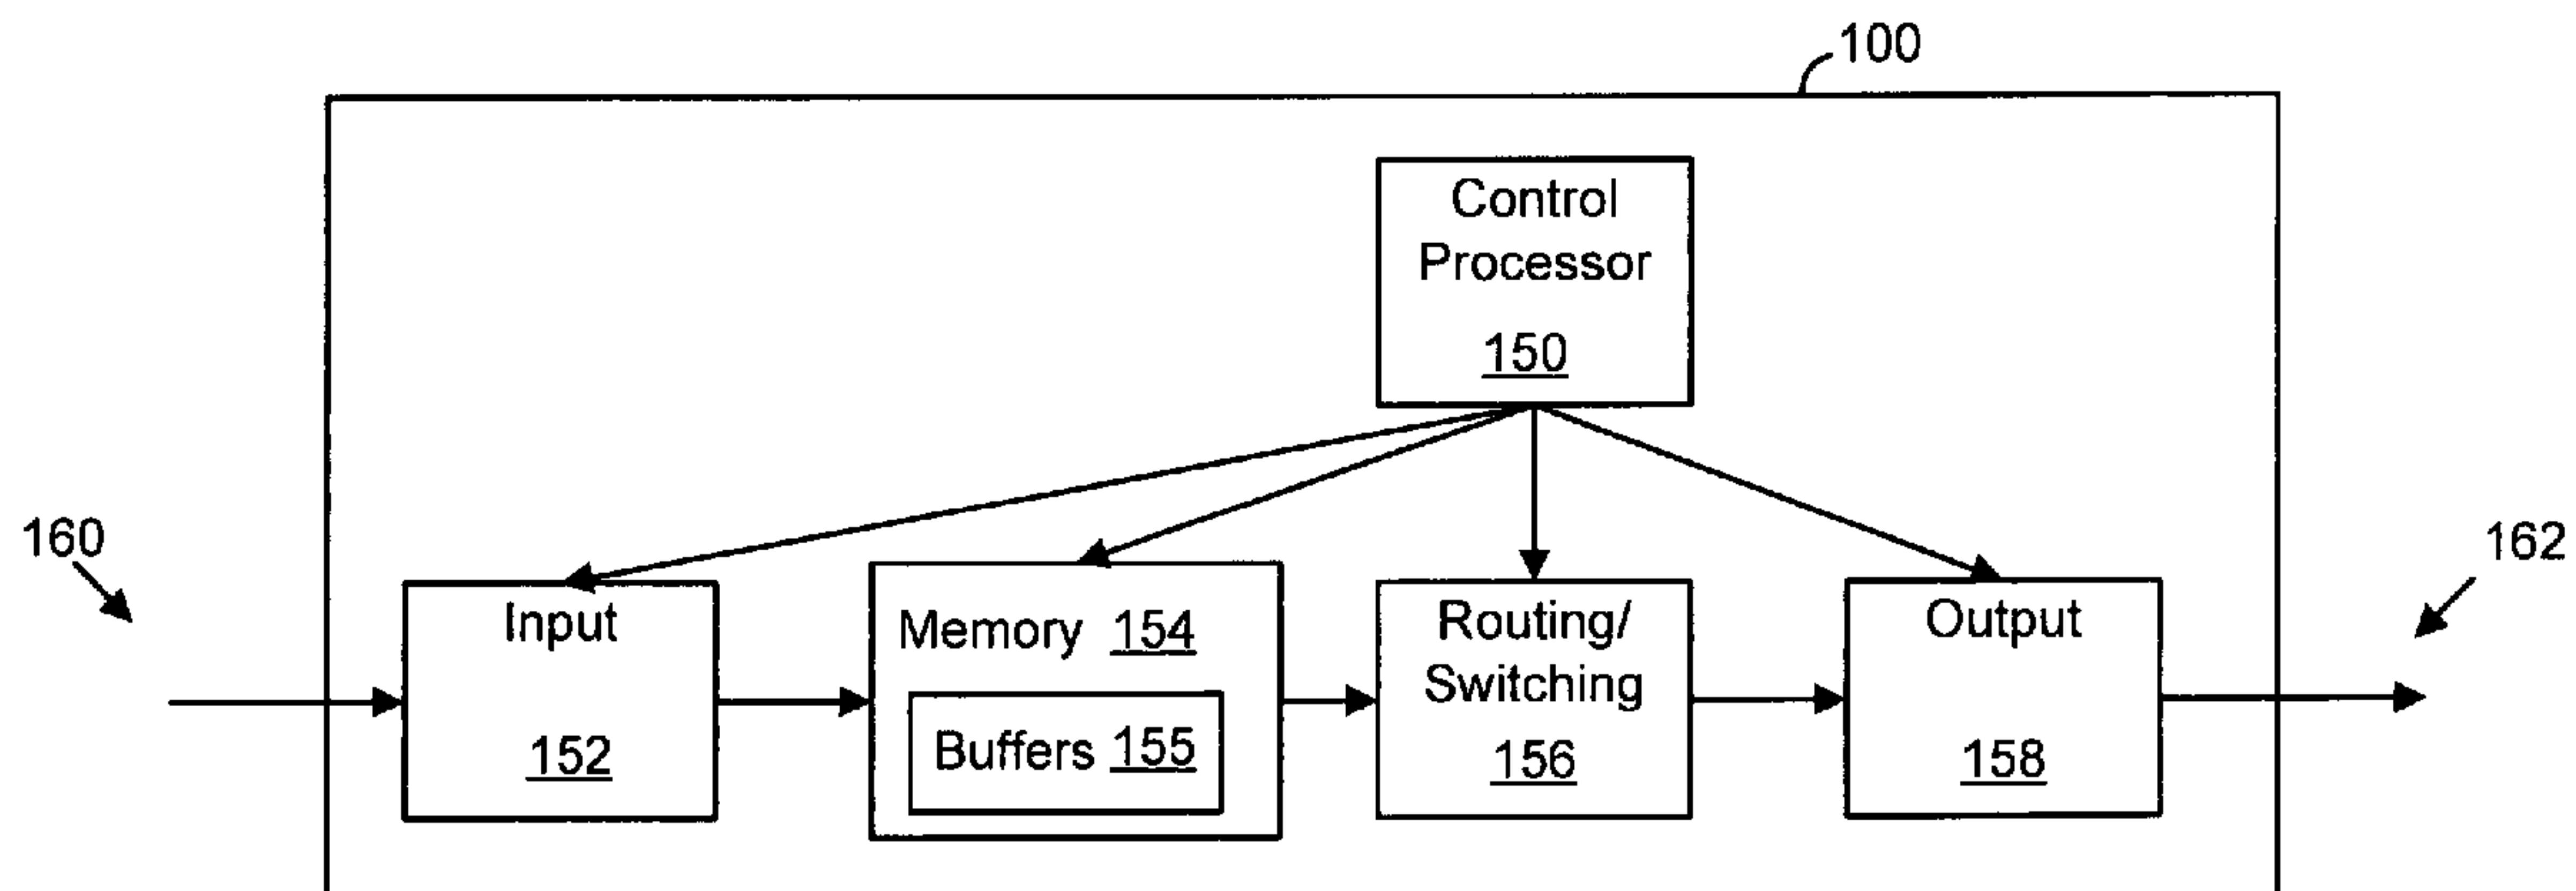 100
Control
Processor
150
160
162
Input
152
Memory 154
Buffers 155
Routing/
Switching
156
Output
158